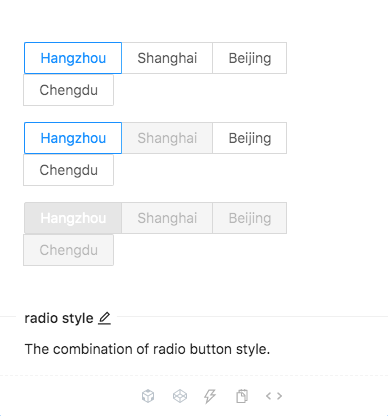 Hangzhou Shanghai Beijing
Chengdu
Hangzhou Shanghai Beijing
Chengdu
Hangzhou Shanghai Beijing
Chengdu
radio style
The combination of radio button style.